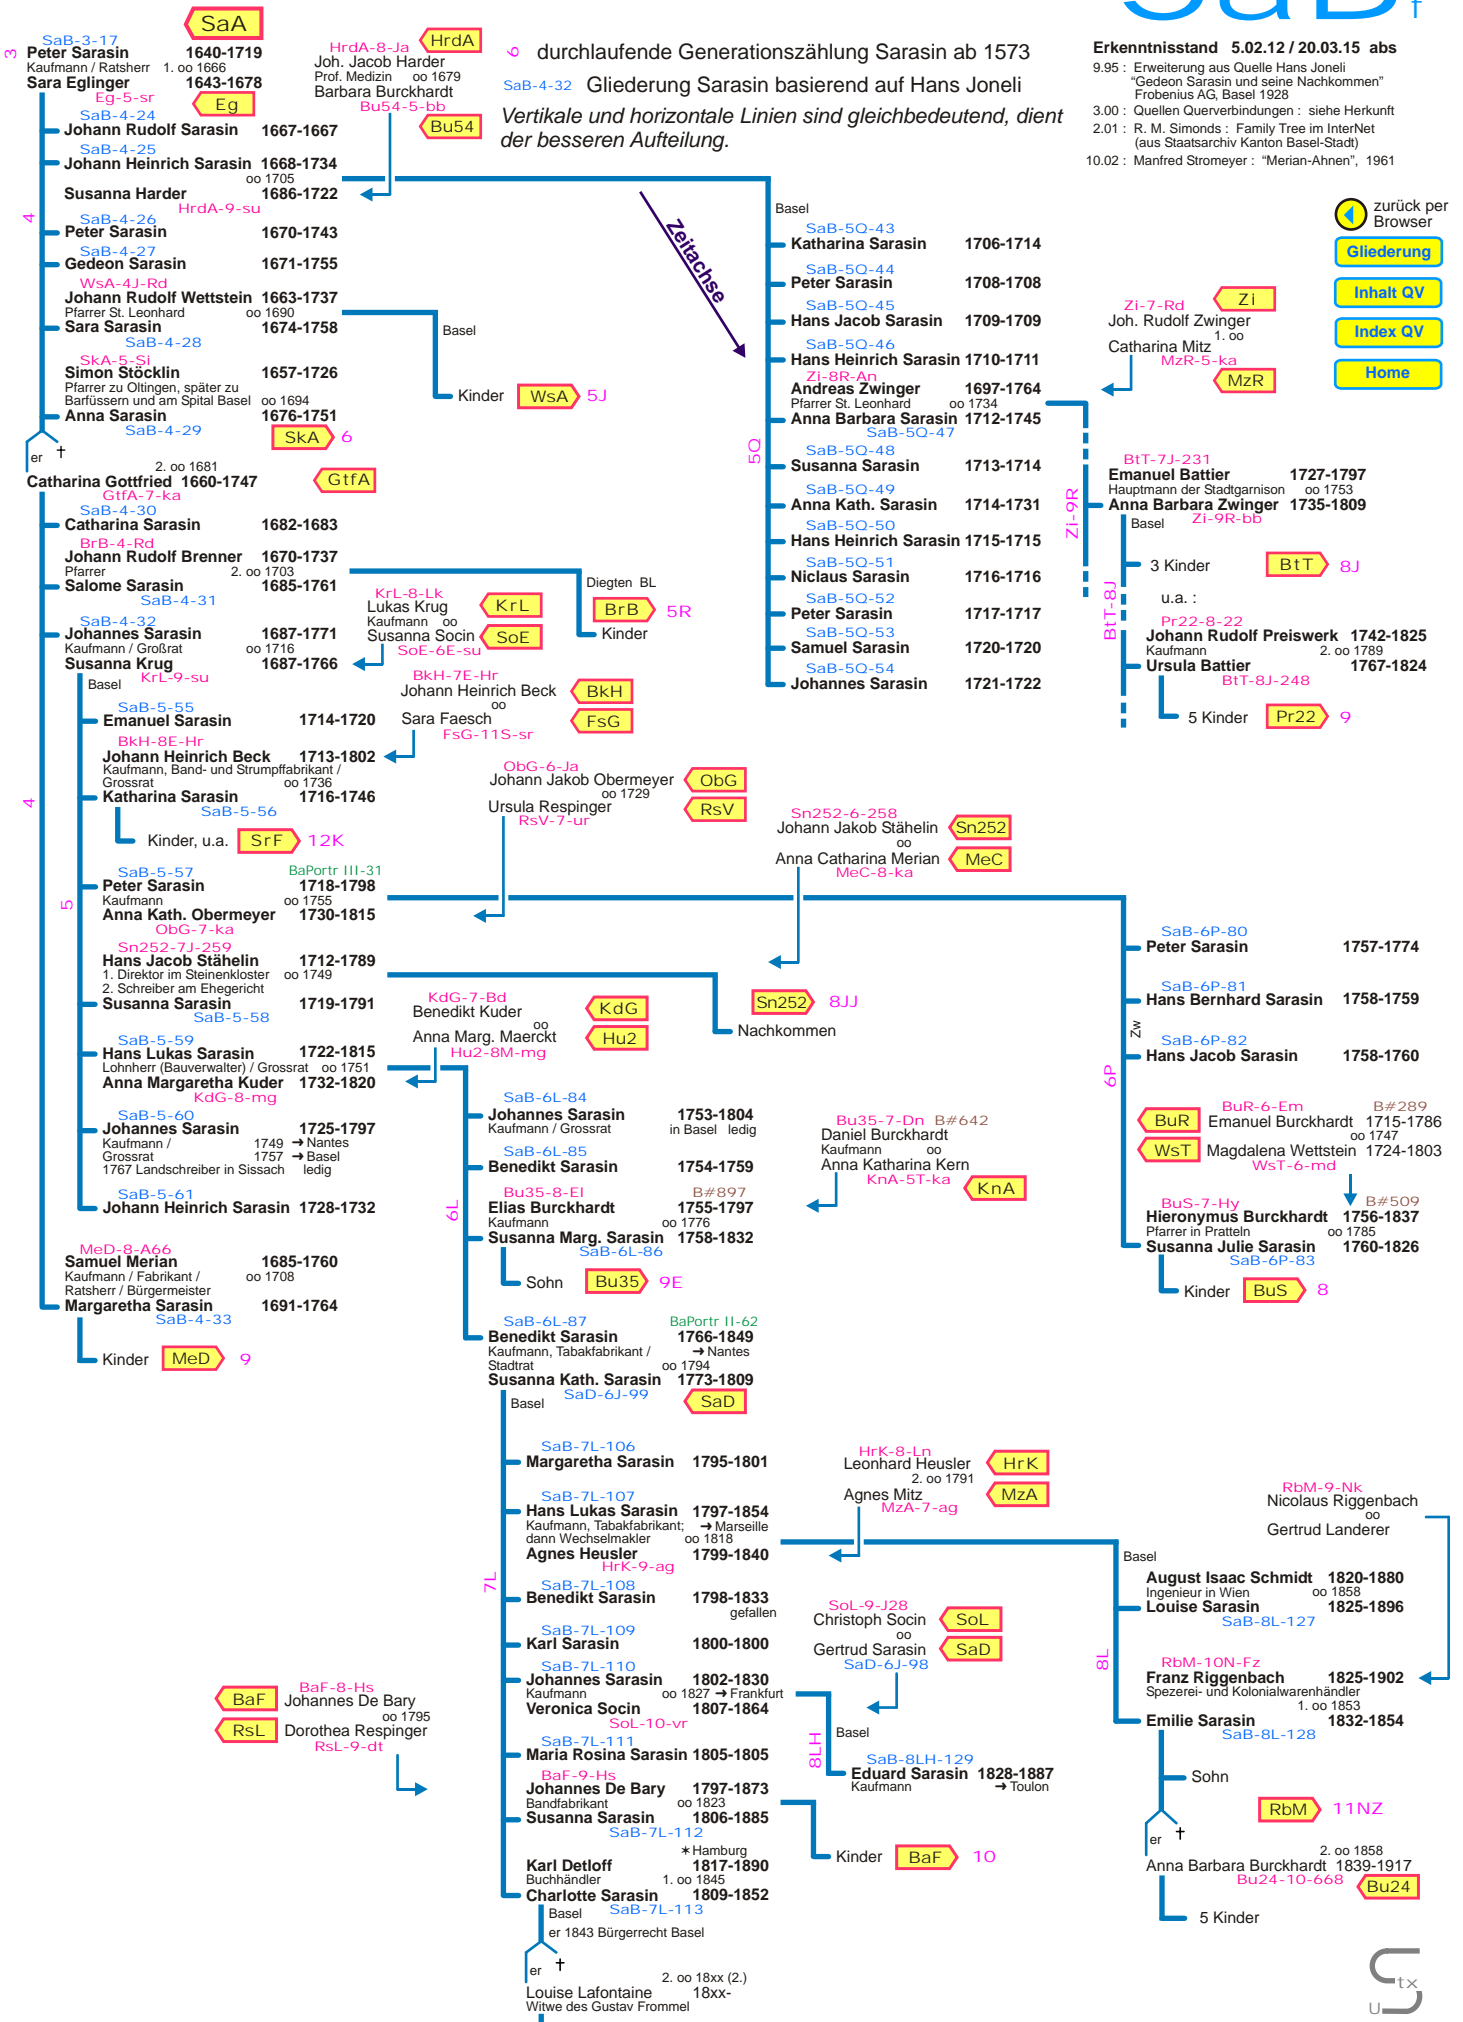 SaB
f
SaA
SaB-3-17
3
Peter Sarasin 1640-1719
Kaufmann / Ratsherr 1. oo 1666
Sara Eglinger 1643-1678
Eg-5-sr
Eg
HrdA-8-Ja
HrdA
Joh. Jacob Harder
Prof. Medizin oo 1679
Barbara Burckhardt
Bu54-5-bb
Bu54
6 durchlaufende Generationszählung Sarasin ab 1573
SaB-4-32 Gliederung Sarasin basierend auf Hans Joneli
Vertikale und horizontale Linien sind gleichbedeutend, dient
der besseren Aufteilung.
Erkenntnisstand 5.02.12 / 20.03.15 abs
9.95 : Erweiterung aus Quelle Hans Joneli
"Gedeon Sarasin und seine Nachkommen"
Frobenius AG, Basel 1928
3.00 : Quellen Querverbindungen : siehe Herkunft
2.01 : R. M. Simonds : Family Tree im InterNet
(aus Staatsarchiv Kanton Basel-Stadt)
10.02 : Manfred Stromeyer : "Merian-Ahnen", 1961
zurück per
Browser
Gliederung
Inhalt QV
Index QV
Home
Zeitachse
4
SaB-4-24
Johann Rudolf Sarasin 1667-1667
SaB-4-25
Johann Heinrich Sarasin 1668-1734
oo 1705
Susanna Harder 1686-1722
HrdA-9-su
SaB-4-26
Peter Sarasin 1670-1743
SaB-4-27
Gedeon Sarasin 1671-1755
WsA-4J-Rd
Johann Rudolf Wettstein 1663-1737
Pfarrer St. Leonhard oo 1690
Sara Sarasin 1674-1758
SaB-4-28
Basel
Kinder WsA 5J
SkA-5-Si
Simon Stöcklin 1657-1726
Pfarrer zu Oltingen, später zu
Barfüssern und am Spital Basel oo 1694
Anna Sarasin 1676-1751
SaB-4-29
SkA 6
er †
2. oo 1681
Catharina Gottfried 1660-1747
GtfA-7-ka
GtfA
5Q
Basel
SaB-5Q-43
Katharina Sarasin 1706-1714
SaB-5Q-44
Peter Sarasin 1708-1708
SaB-5Q-45
Hans Jacob Sarasin 1709-1709
SaB-5Q-46
Hans Heinrich Sarasin 1710-1711
Zi-8R-An
Andreas Zwinger 1697-1764
Pfarrer St. Leonhard oo 1734
Anna Barbara Sarasin 1712-1745
SaB-5Q-47
SaB-5Q-48
Susanna Sarasin 1713-1714
SaB-5Q-49
Anna Kath. Sarasin 1714-1731
SaB-5Q-50
Hans Heinrich Sarasin 1715-1715
SaB-5Q-51
Niclaus Sarasin 1716-1716
SaB-5Q-52
Peter Sarasin 1717-1717
SaB-5Q-53
Samuel Sarasin 1720-1720
SaB-5Q-54
Johannes Sarasin 1721-1722
Zi-7-Rd
Zi
Joh. Rudolf Zwinger
1. oo
Catharina Mitz
MzR-5-ka
MzR
Zi-9R
BtT-7J-231
Emanuel Battier 1727-1797
Hauptmann der Stadtgarnison oo 1753
Anna Barbara Zwinger 1735-1809
Zi-9R-bb
Basel
BtT-8J
3 Kinder BtT 8J
u.a. :
Pr22-8-22
Johann Rudolf Preiswerk 1742-1825
Kaufmann 2. oo 1789
Ursula Battier 1767-1824
BtT-8J-248
5 Kinder Pr22 9
4
SaB-4-30
Catharina Sarasin 1682-1683
BrB-4-Rd
Johann Rudolf Brenner 1670-1737
Pfarrer 2. oo 1703
Salome Sarasin 1685-1761
SaB-4-31
Diegten BL
BrB 5R
Kinder
SaB-4-32
Johannes Sarasin 1687-1771
Kaufmann / Großrat oo 1716
Susanna Krug 1687-1766
KrL-9-su
Basel
KrL-8-Lk
Lukas Krug KrL
Kaufmann oo
Susanna Socin SoE
SoE-6E-su
5
SaB-5-55
Emanuel Sarasin 1714-1720
BkH-7E-Hr
Johann Heinrich Beck BkH
oo
Sara Faesch FsG
FsG-11S-sr
BkH-8E-Hr
Johann Heinrich Beck 1713-1802
Kaufmann, Band- und Strumpffabrikant /
Grossrat oo 1736
Katharina Sarasin 1716-1746
SaB-5-56
Kinder, u.a. SrF 12K
ObG-6-Ja
Johann Jakob Obermeyer ObG
oo 1729
Ursula Respinger RsV
RsV-7-ur
SaB-5-57 BaPortr III-31
Peter Sarasin 1718-1798
Kaufmann oo 1755
Anna Kath. Obermeyer 1730-1815
ObG-7-ka
Sn252-6-258
Johann Jakob Stähelin Sn252
oo
Anna Catharina Merian MeC
MeC-8-ka
Sn252-7J-259
Hans Jacob Stähelin 1712-1789
1. Direktor im Steinenkloster oo 1749
2. Schreiber am Ehegericht
Susanna Sarasin 1719-1791
SaB-5-58
Sn252 8JJ
Nachkommen
KdG-7-Bd
Benedikt Kuder KdG
oo
Anna Marg. Maerckt Hu2
Hu2-8M-mg
SaB-5-59
Hans Lukas Sarasin 1722-1815
Lohnherr (Bauverwalter) / Grossrat oo 1751
Anna Margaretha Kuder 1732-1820
KdG-8-mg
SaB-5-60
Johannes Sarasin 1725-1797
Kaufmann / 1749 ➔ Nantes
Grossrat 1757 ➔ Basel
1767 Landschreiber in Sissach ledig
SaB-5-61
Johann Heinrich Sarasin 1728-1732
MeD-8-A66
Samuel Merian 1685-1760
Kaufmann / Fabrikant / oo 1708
Ratsherr / Bürgermeister
Margaretha Sarasin 1691-1764
SaB-4-33
Kinder MeD 9
6P
Zw
SaB-6P-80
Peter Sarasin 1757-1774
SaB-6P-81
Hans Bernhard Sarasin 1758-1759
SaB-6P-82
Hans Jacob Sarasin 1758-1760
BuR-6-Em B#289
BuR Emanuel Burckhardt 1715-1786
oo 1747
WsT Magdalena Wettstein 1724-1803
WsT-6-md
BuS-7-Hy B#509
Hieronymus Burckhardt 1756-1837
Pfarrer in Pratteln oo 1785
Susanna Julie Sarasin 1760-1826
SaB-6P-83
Kinder BuS 8
6L
SaB-6L-84
Johannes Sarasin 1753-1804
Kaufmann / Grossrat in Basel ledig
SaB-6L-85
Benedikt Sarasin 1754-1759
Bu35-7-Dn B#642
Daniel Burckhardt
Kaufmann oo
Anna Katharina Kern
KnA-5T-ka
KnA
Bu35-8-El B#897
Elias Burckhardt 1755-1797
Kaufmann oo 1776
Susanna Marg. Sarasin 1758-1832
SaB-6L-86
Sohn Bu35 9E
SaB-6L-87 BaPortr II-62
Benedikt Sarasin 1766-1849
Kaufmann, Tabakfabrikant / ➔ Nantes
Stadtrat oo 1794
Susanna Kath. Sarasin 1773-1809
SaD-6J-99
SaD
Basel
7L
SaB-7L-106
Margaretha Sarasin 1795-1801
HrK-8-Ln
Leonhard Heusler HrK
2. oo 1791
Agnes Mitz MzA
MzA-7-ag
SaB-7L-107
Hans Lukas Sarasin 1797-1854
Kaufmann, Tabakfabrikant; ➔ Marseille
dann Wechselmakler oo 1818
Agnes Heusler 1799-1840
HrK-9-ag
SaB-7L-108
Benedikt Sarasin 1798-1833
gefallen
SaB-7L-109
Karl Sarasin 1800-1800
SoL-9-J28
Christoph Socin SoL
oo
Gertrud Sarasin SaD
SaD-6J-98
SaB-7L-110
Johannes Sarasin 1802-1830
Kaufmann oo 1827 ➔ Frankfurt
Veronica Socin 1807-1864
SoL-10-vr
8LH
Basel
SaB-8LH-129
Eduard Sarasin 1828-1887
Kaufmann ➔ Toulon
SaB-7L-111
Maria Rosina Sarasin 1805-1805
BaF-8-Hs
BaF Johannes De Bary
oo 1795
RsL Dorothea Respinger
RsL-9-dt
BaF-9-Hs
Johannes De Bary 1797-1873
Bandfabrikant oo 1823
Susanna Sarasin 1806-1885
SaB-7L-112
Kinder BaF 10
✶ Hamburg
Karl Detloff 1817-1890
Buchhändler 1. oo 1845
Charlotte Sarasin 1809-1852
SaB-7L-113
Basel
er 1843 Bürgerrecht Basel
er †
2. oo 18xx (2.)
Louise Lafontaine 18xx-
Witwe des Gustav Frommel
RbM-9-Nk
Nicolaus Riggenbach
oo
Gertrud Landerer
8L
Basel
August Isaac Schmidt 1820-1880
Ingenieur in Wien oo 1858
Louise Sarasin 1825-1896
SaB-8L-127
RbM-10N-Fz
Franz Riggenbach 1825-1902
Spezerei- und Kolonialwarenhändler
1. oo 1853
Emilie Sarasin 1832-1854
SaB-8L-128
Sohn
RbM 11NZ
er †
2. oo 1858
Anna Barbara Burckhardt 1839-1917
Bu24-10-668
Bu24
5 Kinder
S
tx
U